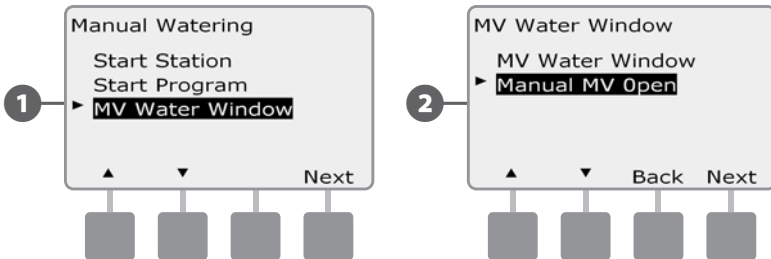 1
Manual Watering
Start Station
Start Program
► MV Water Window
▲ ▼ Next
2
MV Water Window
MV Water Window
► Manual MV 0pen
▲ ▼ Back Next